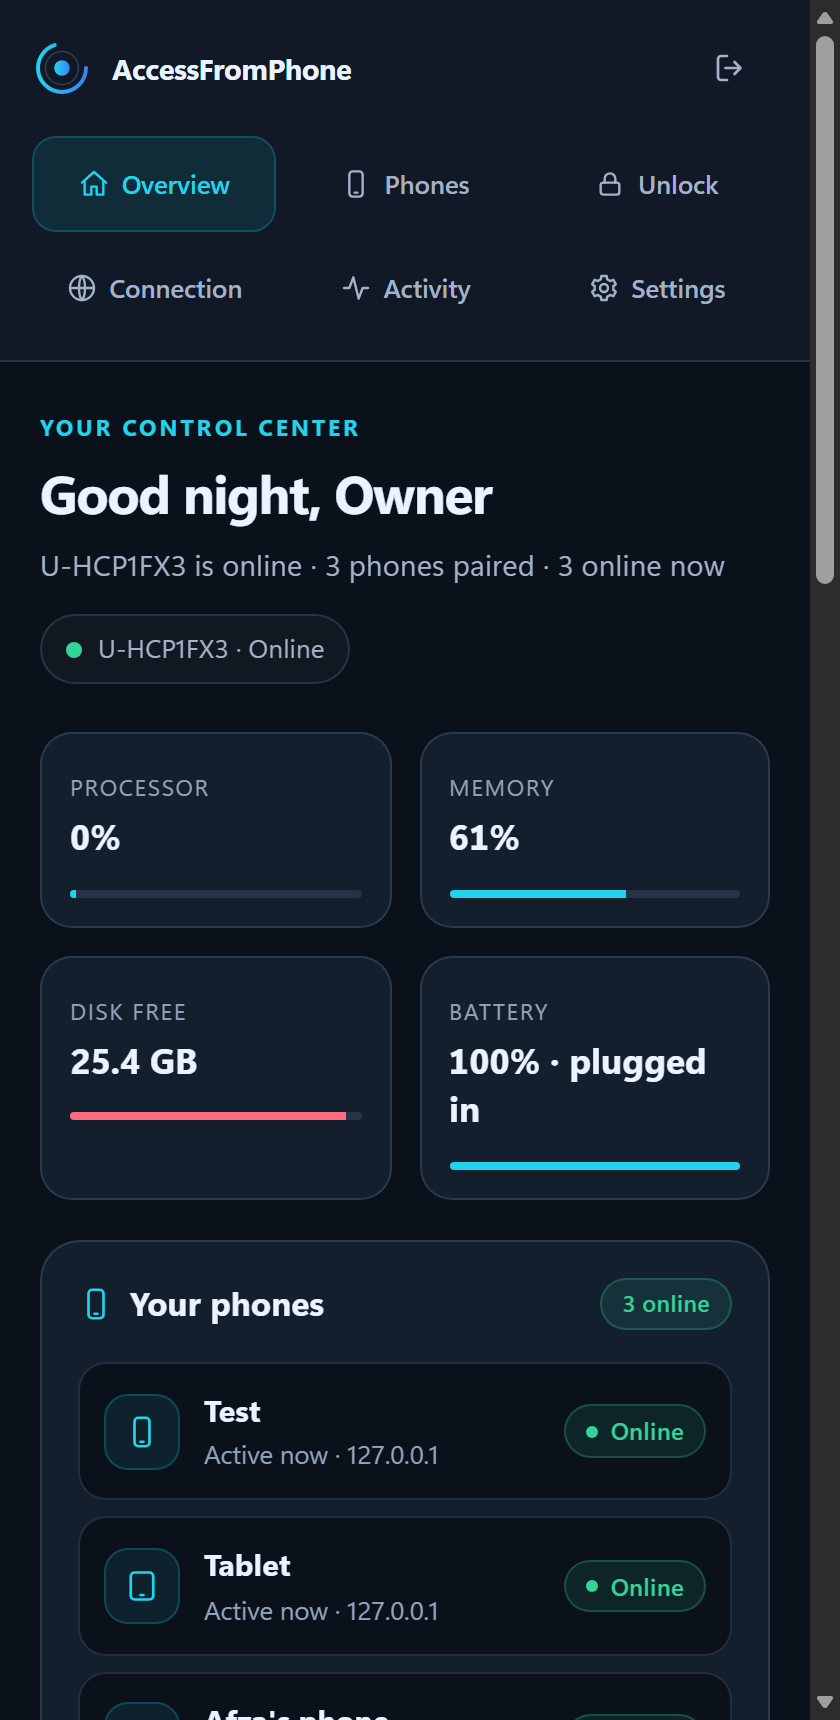 AccessFromPhone
Overview
Phones
Unlock
Connection
Activity
Settings
YOUR CONTROL CENTER
Good night, Owner
U-HCP1FX3 is online · 3 phones paired · 3 online now
U-HCP1FX3 · Online
PROCESSOR
0%
MEMORY
61%
DISK FREE
25.4 GB
BATTERY
100% · plugged
in
Your phones
3 online
Test
Active now · 127.0.0.1
Online
Tablet
Active now · 127.0.0.1
Online
Afza's phone